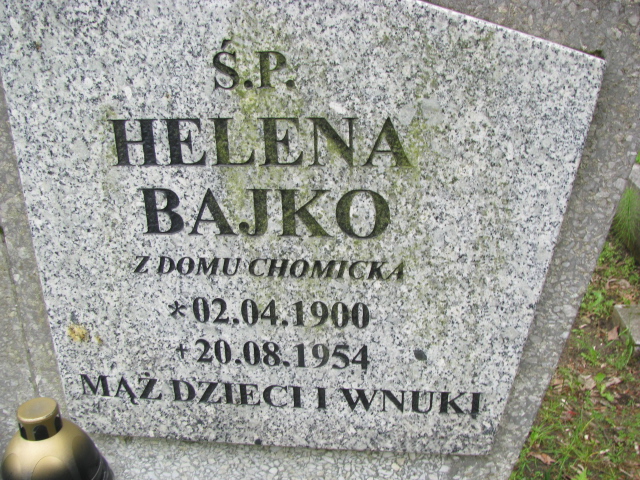 Ś.P.
HELENA
BAJKO
Z DOMU CHOMICKA
*02.04.1900
+20.08.1954
MĄŻ DZIECI I WNUKI